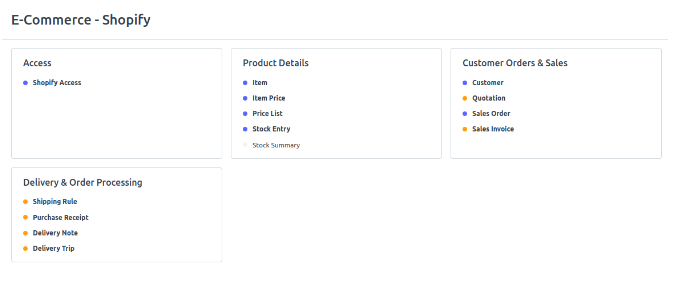 E-Commerce - Shopify
Access
Shopify Access
Product Details
Item
Item Price
Price List
Stock Entry
Stock Summary
Customer Orders & Sales
Customer
Quotation
Sales Order
Sales Invoice
Delivery & Order Processing
Shipping Rule
Purchase Receipt
Delivery Note
Delivery Trip